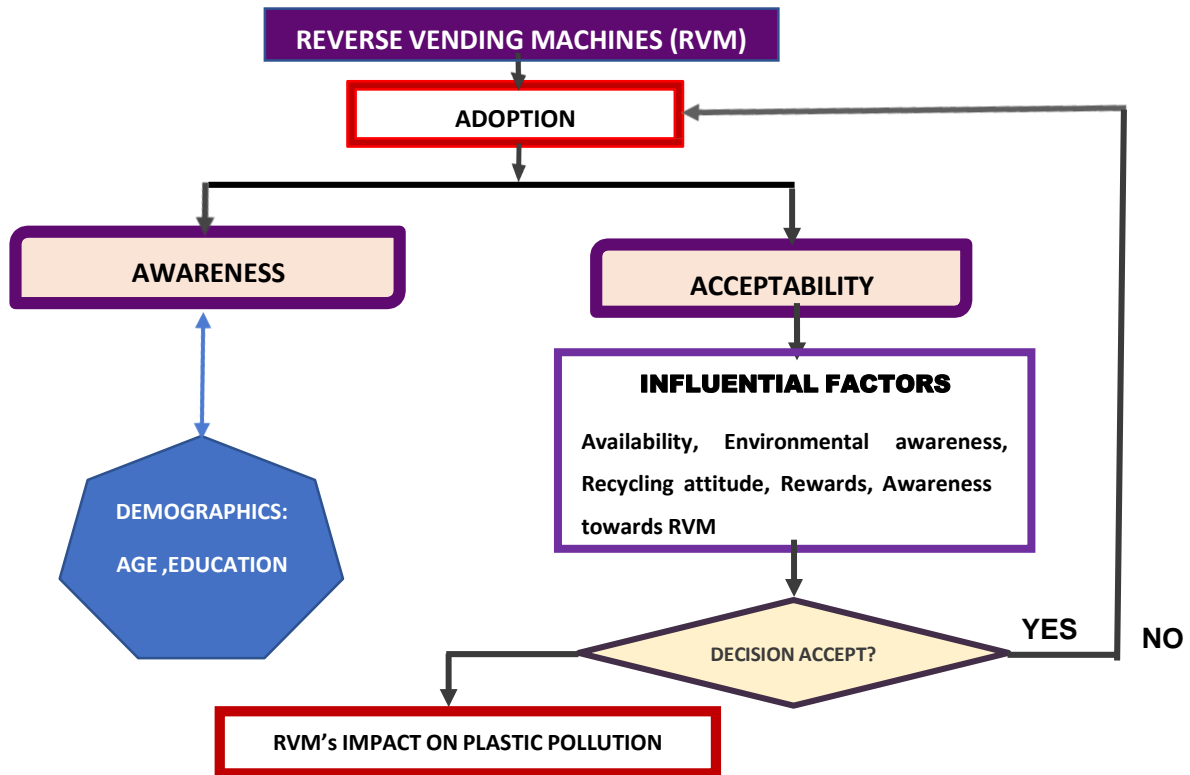 REVERSE VENDING MACHINES (RVM)
ADOPTION
AWARENESS
ACCEPTABILITY
INFLUENTIAL FACTORS
Availability, Environmental awareness,
Recycling attitude, Rewards, Awareness
towards RVM
DEMOGRAPHICS:
AGE ,EDUCATION
DECISION ACCEPT?
YES
NO
RVM's IMPACT ON PLASTIC POLLUTION